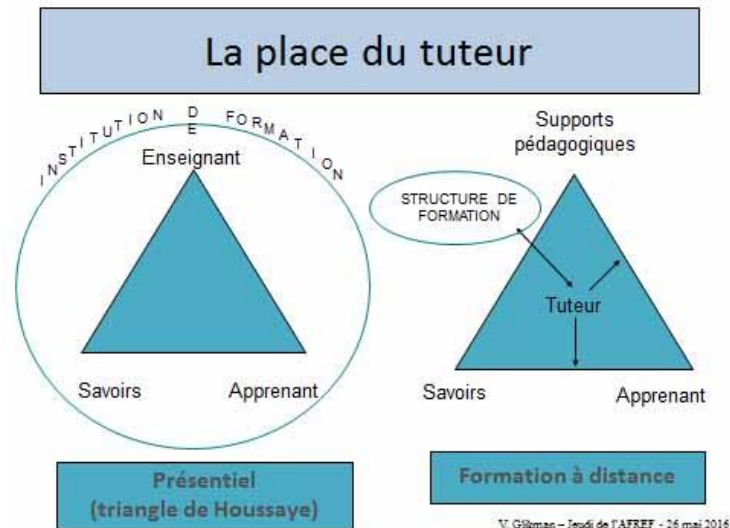 La place du tuteur
INSTITUTION DE FORMATION
Enseignant
Savoirs
Apprenant
Présentiel
(triangle de Houssaye)
Supports
pédagogiques
STRUCTURE DE
FORMATION
Tuteur
Savoirs
Apprenant
Formation à distance
V. – Jeudi de l'AFREF - 26 mai 2016